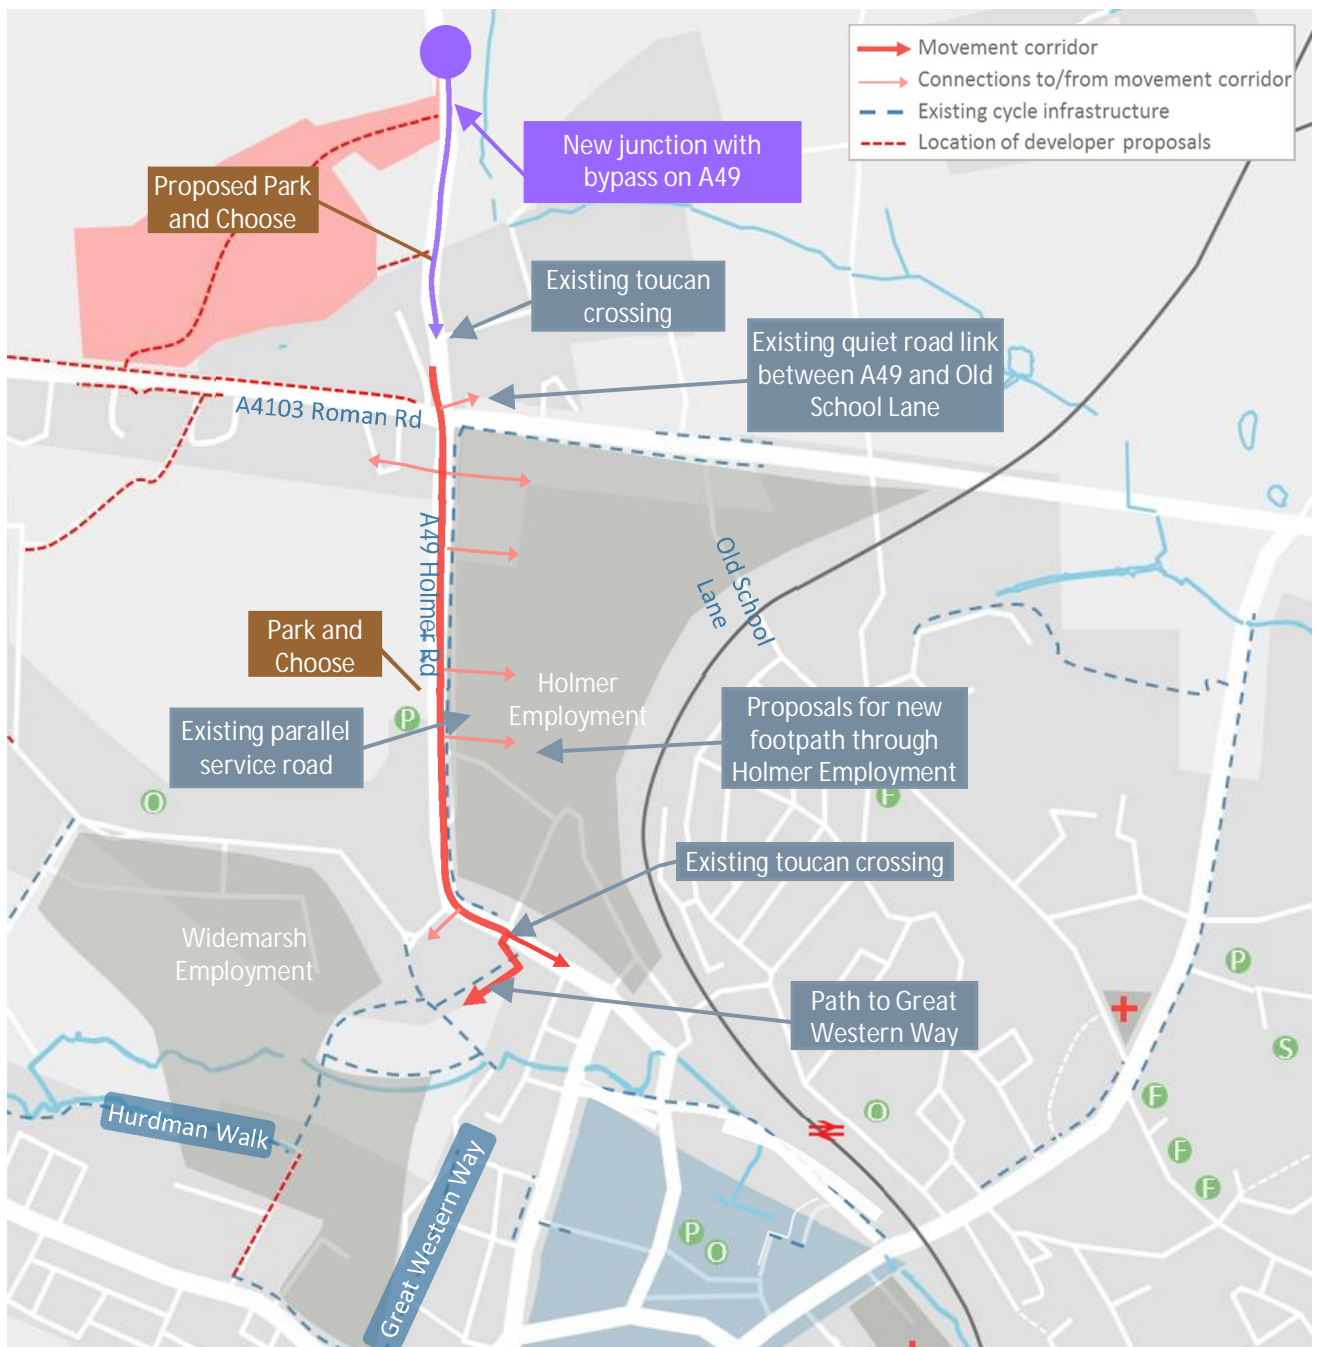 Movement corridor
Connections to/from movement corridor
Existing cycle infrastructure
Location of developer proposals
New junction with
bypass on A49
Proposed Park
and Choose
Existing toucan
crossing
Existing quiet road link
between A49 and Old
School Lane
A4103 Roman Rd
A49 Holmer Rd
Old School
Lane
Park and
Choose
Holmer
Employment
Proposals for new
footpath through
Holmer Employment
Existing parallel
service road
P
O
F
Existing toucan crossing
Widemarsh
Employment
P
Path to Great
Western Way
S
F
O
Hurdman Walk
F
F
Great Western Way
P
O